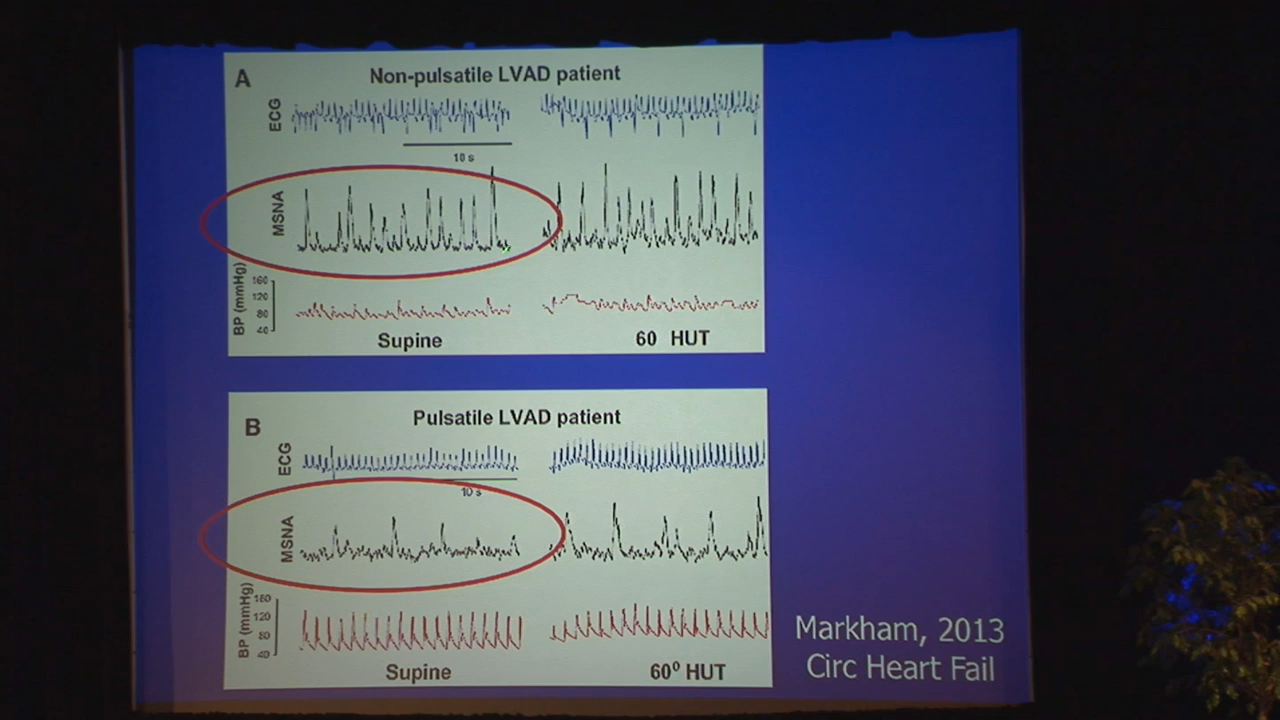 A
Non-pulsatile LVAD patient
ECG
10 s
MSNA
BP (mmHg)
160
120
80
40
Supine
60 HUT
B
Pulsatile LVAD patient
ECG
10 s
MSNA
BP (mmHg)
160
120
80
40
Supine
60⁰ HUT
Markham, 2013
Circ Heart Fail